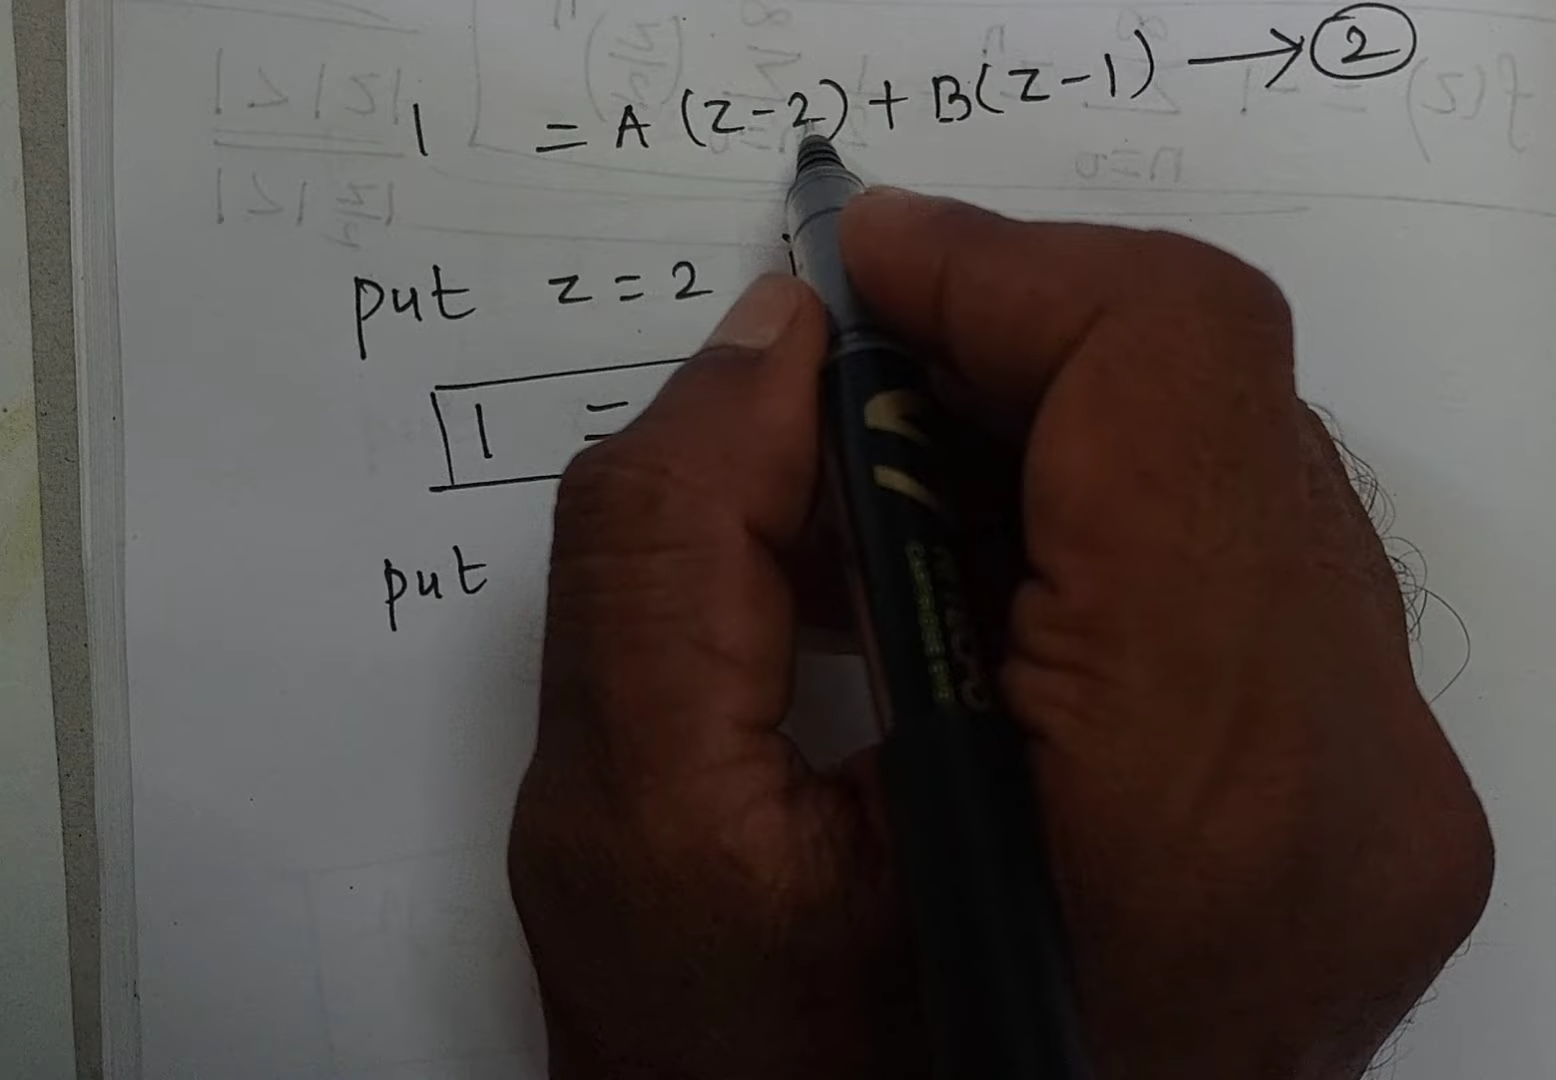 1 = A (z-2) + B(z-1) → ②
put z = 2
1 =
put